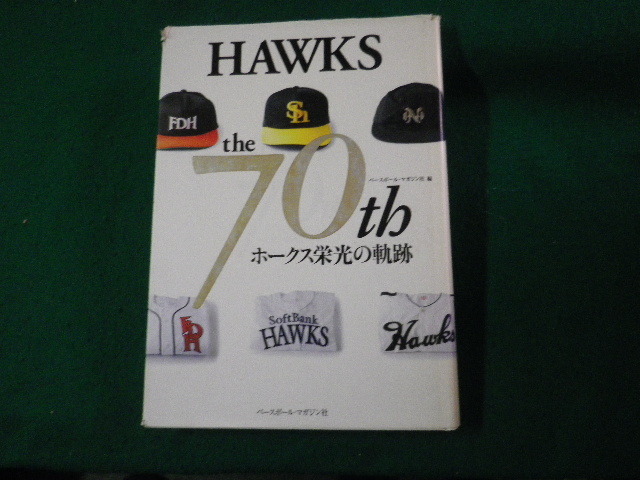 HAWKS
FDH
SH
N
the
70th
ベースボール・マガジン社 編
ホークス栄光の軌跡
SoftBank
HAWKS
Hawks
ベースボール・マガジン社